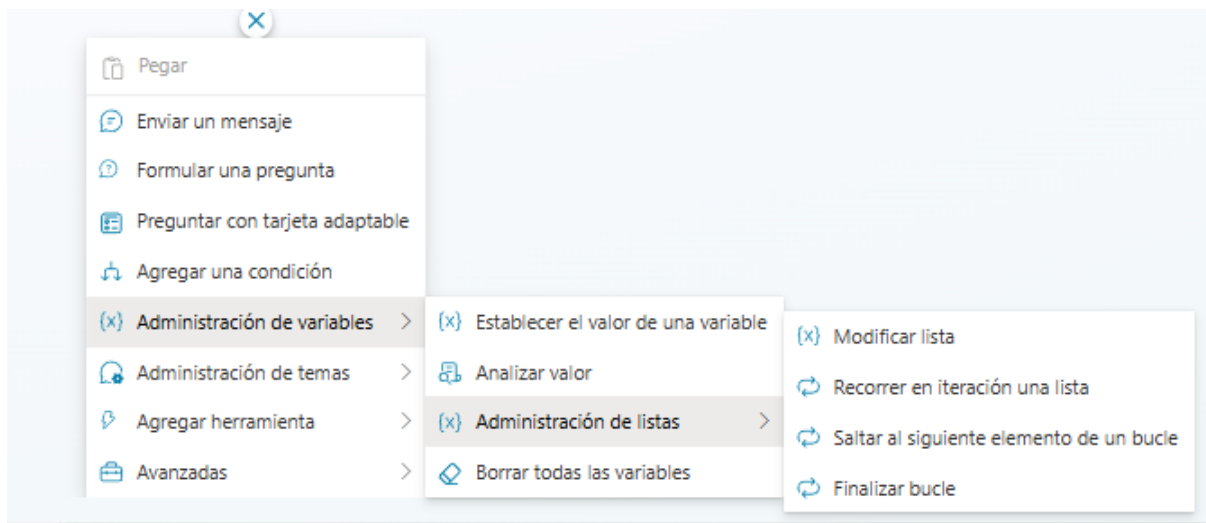 Pegar
Enviar un mensaje
Formular una pregunta
Preguntar con tarjeta adaptable
Agregar una condición
{x} Administración de variables
Administración de temas
Agregar herramienta
Avanzadas
{x} Establecer el valor de una variable
Analizar valor
{x} Administración de listas
Borrar todas las variables
{x} Modificar lista
Recorrer en iteración una lista
Saltar al siguiente elemento de un bucle
Finalizar bucle